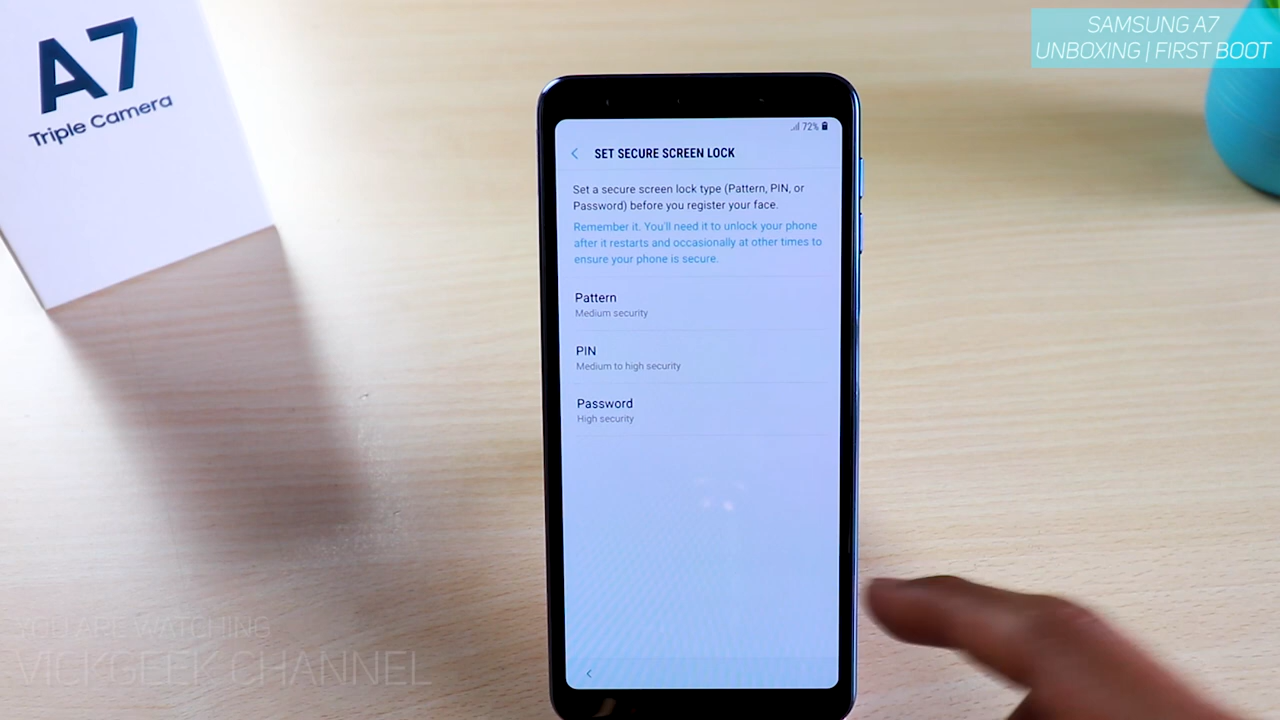 A7
Triple Camera
SAMSUNG A7
UNBOXING | FIRST BOOT
72%
SET SECURE SCREEN LOCK
Set a secure screen lock type (Pattern, PIN, or
Password) before you register your face.
Remember it. You'll need it to unlock your phone
after it restarts and occasionally at other times to
ensure your phone is secure.
Pattern
Medium security
PIN
Medium to high security
Password
High security
YOU ARE WATCHING
VICKGEEK CHANNEL